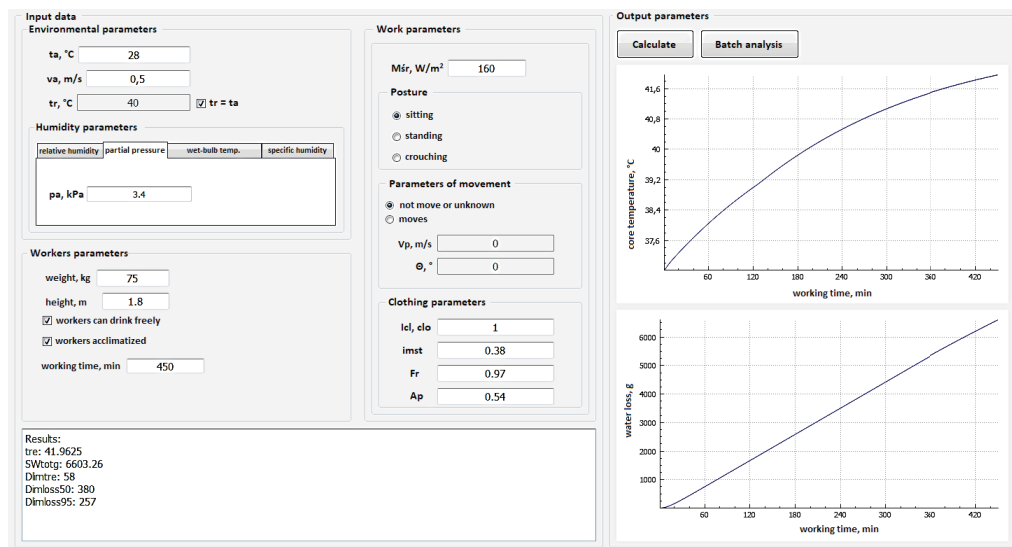 Input data
Environmental parameters
ta, °C 28
va, m/s 0,5
tr, °C 40 tr = ta
Humidity parameters
relative humidity partial pressure wet-bulb temp. specific humidity
pa, kPa 3.4
Workers parameters
weight, kg 75
height, m 1.8
workers can drink freely
workers acclimatized
working time, min 450
Work parameters
Mśr, W/m² 160
Posture
sitting
standing
crouching
Parameters of movement
not move or unknown
moves
Vp, m/s 0
Θ, ° 0
Clothing parameters
Icl, clo 1
imst 0.38
Fr 0.97
Ap 0.54
Results:
tre: 41.9625
SWtotg: 6603.26
Dimtre: 58
Dimloss50: 380
Dimloss95: 257
Output parameters
Calculate Batch analysis
core temperature, °C
41,6
40,8
40
39,2
38,4
37,6
60 120 180 240 300 360 420
working time, min
water loss, g
6000
5000
4000
3000
2000
1000
60 120 180 240 300 360 420
working time, min